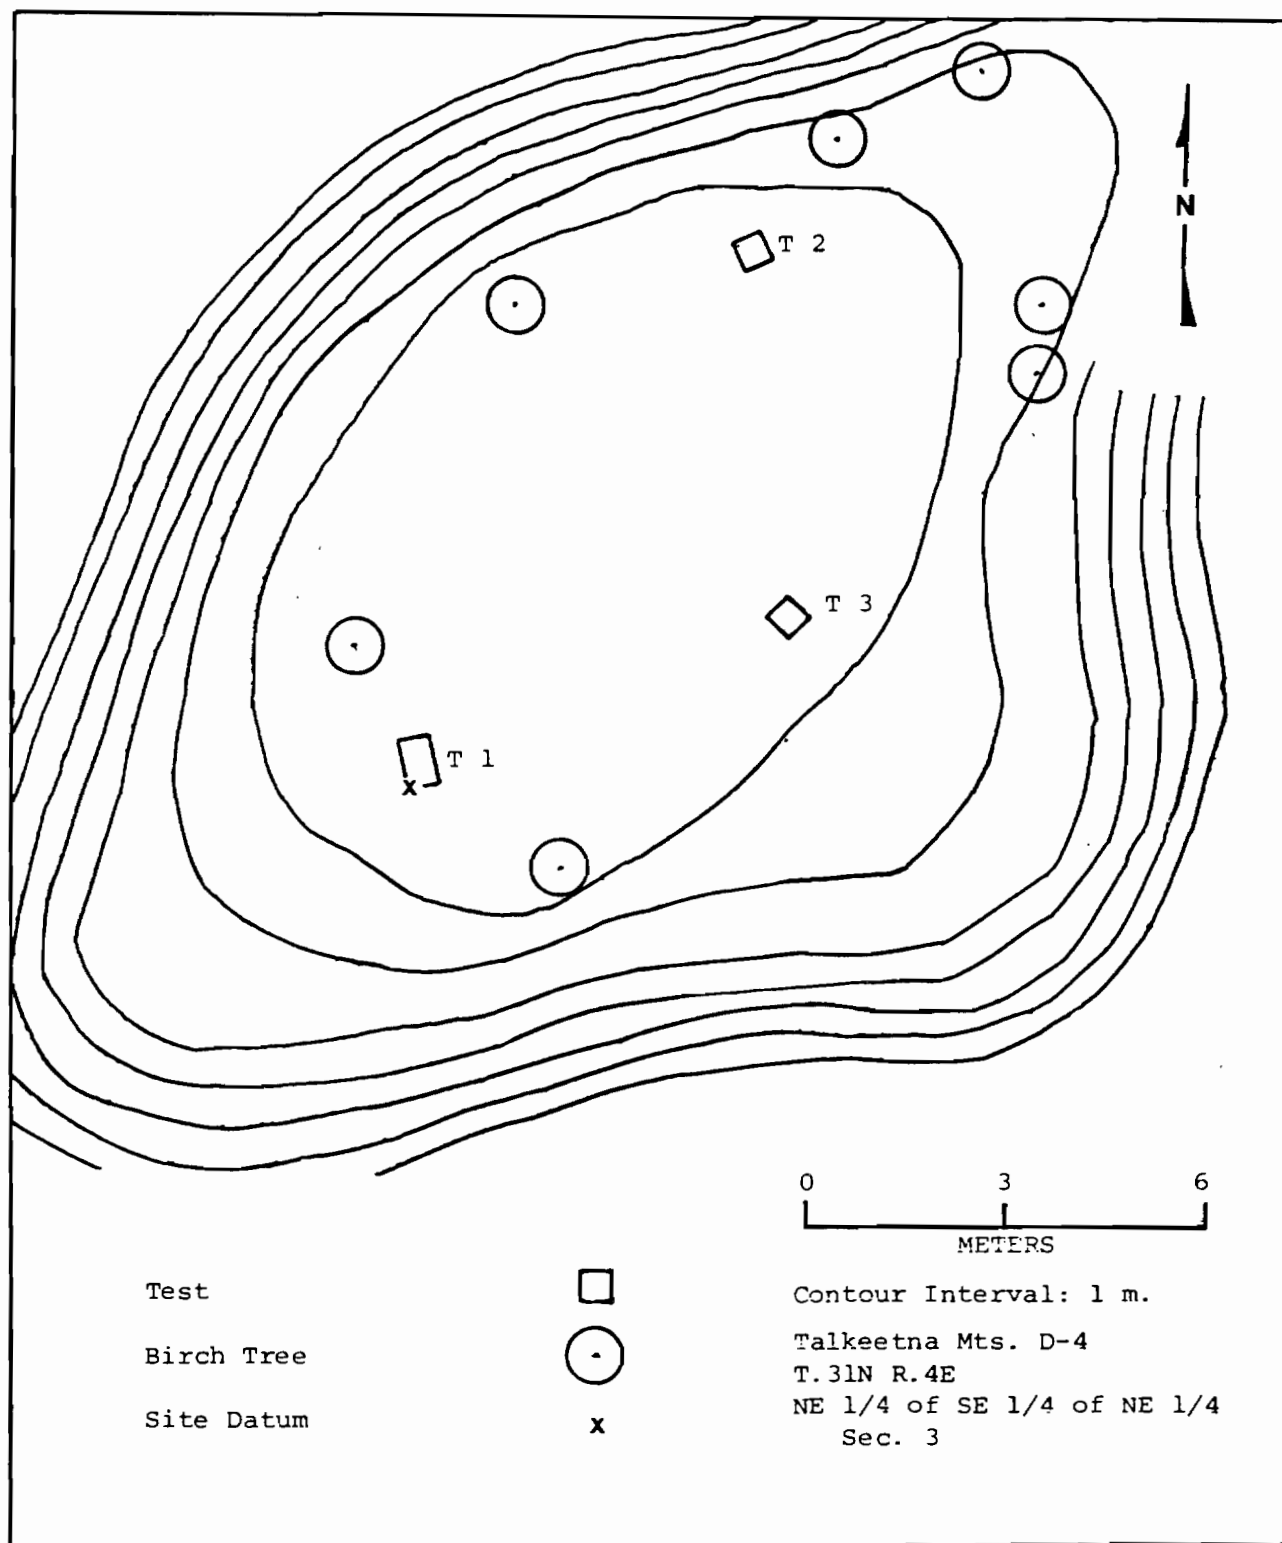 N
T 2
T 3
T 1
x
0 3 6
METERS
Test
Birch Tree
Site Datum
x
Contour Interval: 1 m.
Talkeetna Mts. D-4
T.31N R.4E
NE 1/4 of SE 1/4 of NE 1/4
Sec. 3